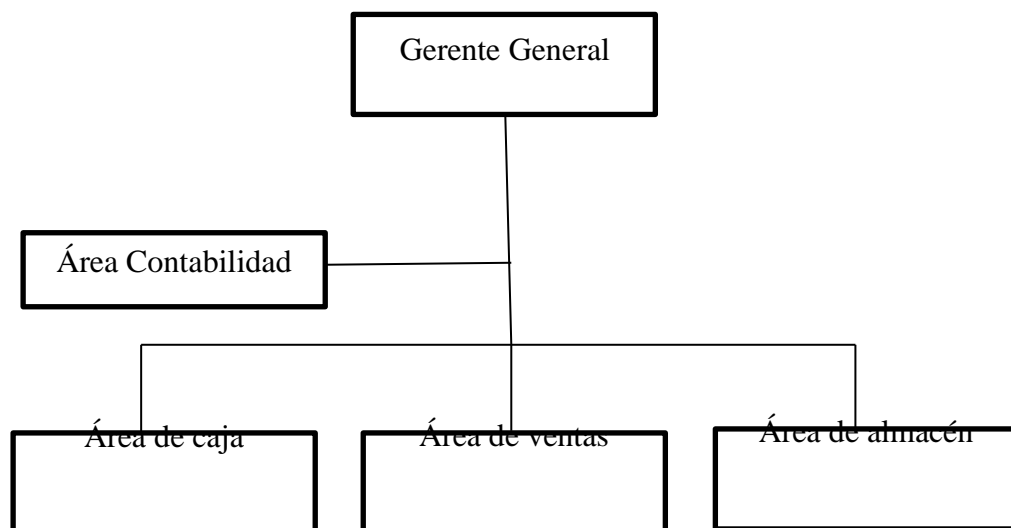 Gerente General
Área Contabilidad
Área de caja
Área de ventas
Área de almacén